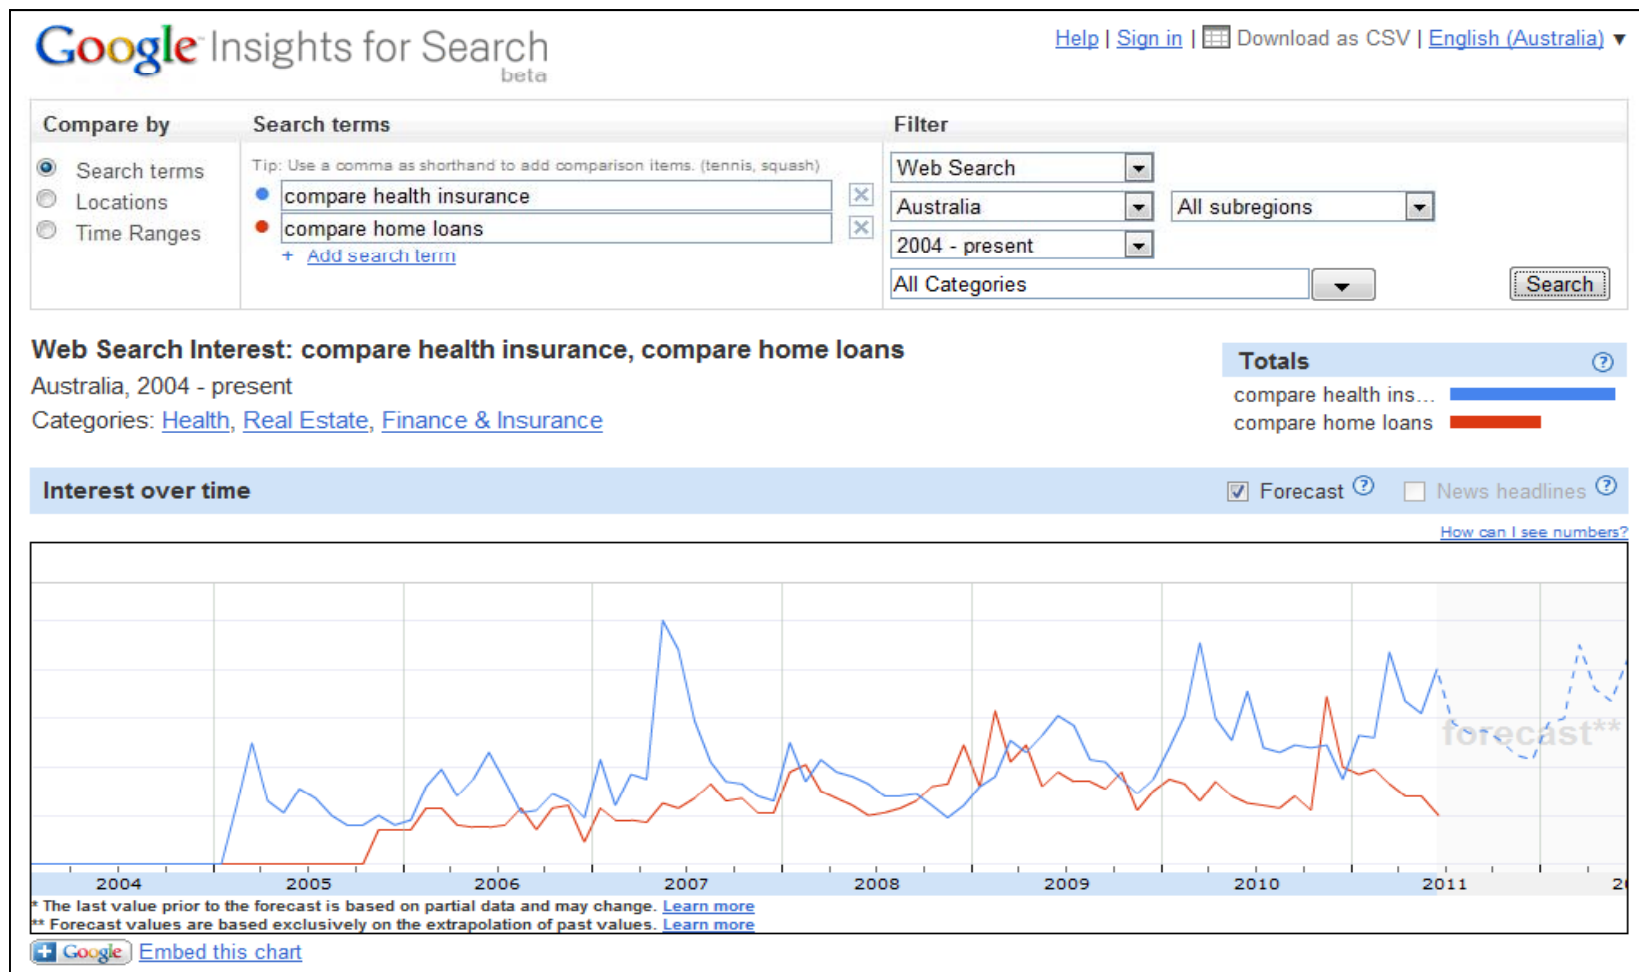 Google Insights for Search
beta
Help | Sign in | Download as CSV | English (Australia) ▼
Compare by
Search terms
Filter
Search terms
Locations
Time Ranges
Tip: Use a comma as shorthand to add comparison items. (tennis, squash)
compare health insurance
compare home loans
+ Add search term
Web Search
Australia
All subregions
2004 - present
All Categories
Search
Web Search Interest: compare health insurance, compare home loans
Australia, 2004 - present
Categories: Health, Real Estate, Finance & Insurance
Totals ?
compare health ins...
compare home loans
Interest over time
Forecast ?
News headlines ?
How can I see numbers?
forecast**
2004 2005 2006 2007 2008 2009 2010 2011 2
* The last value prior to the forecast is based on partial data and may change. Learn more
** Forecast values are based exclusively on the extrapolation of past values. Learn more
+ Google Embed this chart